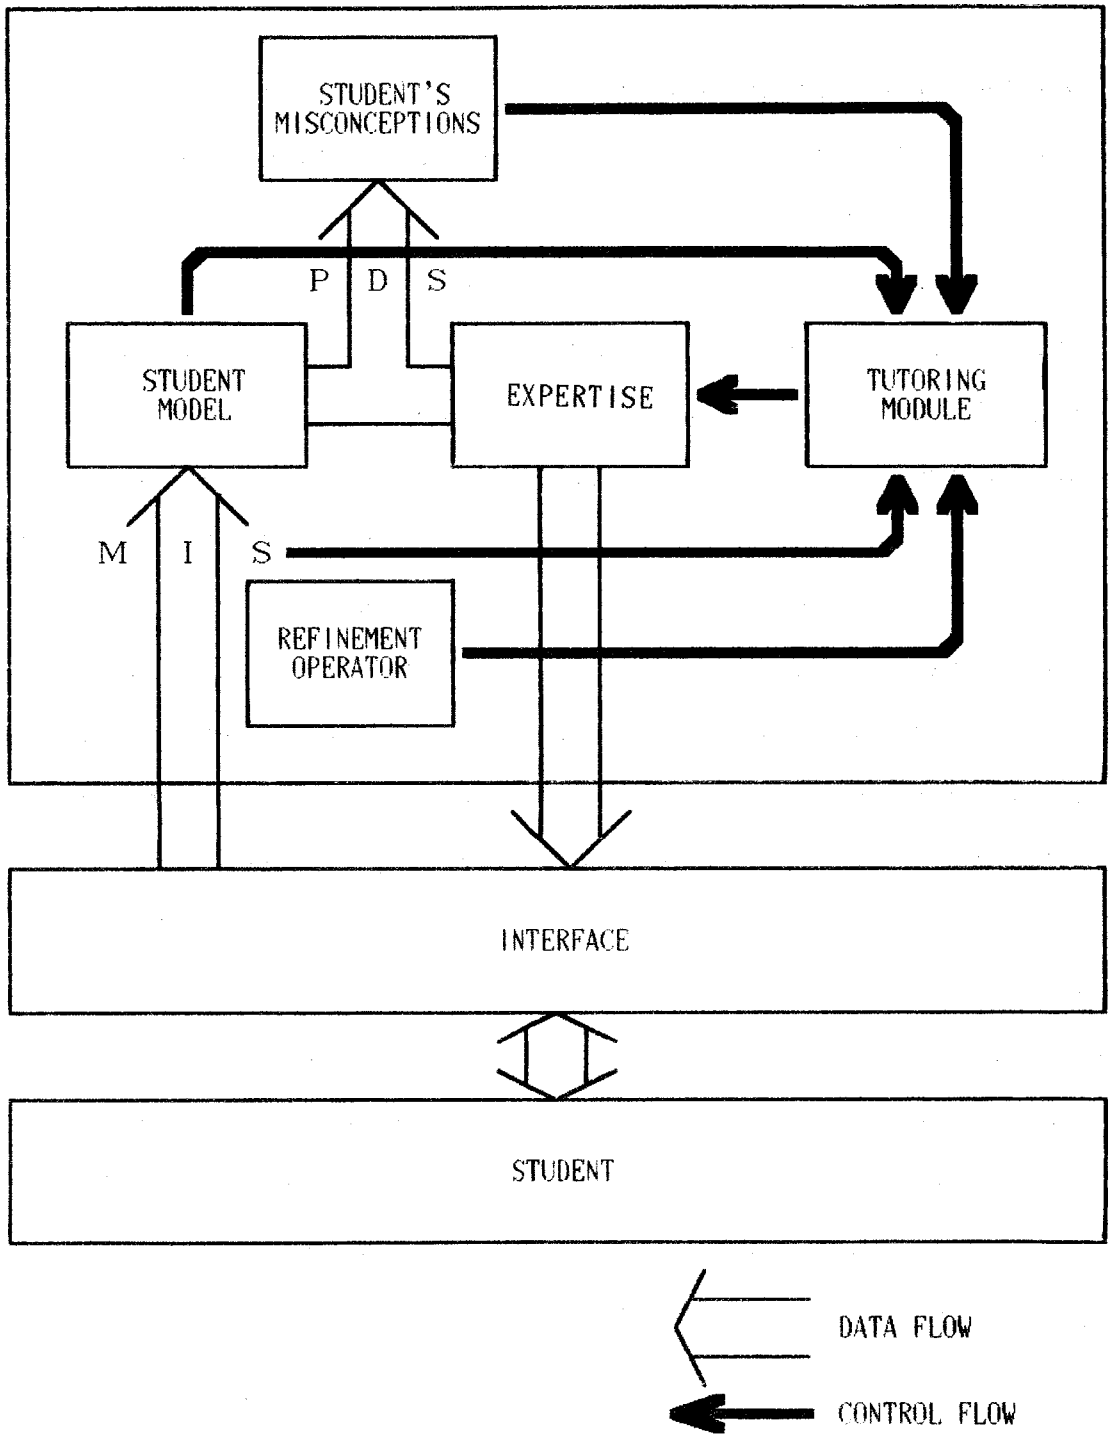 STUDENT'S
MISCONCEPTIONS
P D S
STUDENT
MODEL
EXPERTISE
TUTORING
MODULE
M I S
REFINEMENT
OPERATOR
INTERFACE
STUDENT
DATA FLOW
CONTROL FLOW